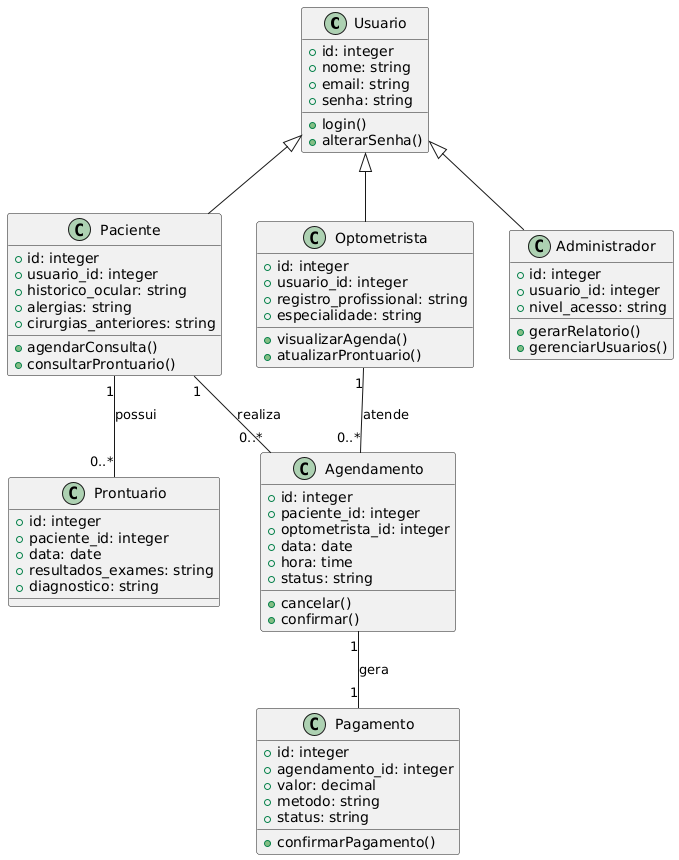 C Usuario
id: integer
nome: string
email: string
senha: string
login()
alterarSenha()
C Paciente
id: integer
usuario_id: integer
historico_ocular: string
alergias: string
cirurgias_anteriores: string
agendarConsulta()
consultarProntuario()
C Optometrista
id: integer
usuario_id: integer
registro_profissional: string
especialidade: string
visualizarAgenda()
atualizarProntuario()
C Administrador
id: integer
usuario_id: integer
nivel_acesso: string
gerarRelatorio()
gerenciarUsuarios()
1
possui
0..*
1
realiza
0..*
1
atende
0..*
C Prontuario
id: integer
paciente_id: integer
data: date
resultados_exames: string
diagnostico: string
C Agendamento
id: integer
paciente_id: integer
optometrista_id: integer
data: date
hora: time
status: string
cancelar()
confirmar()
1
gera
1
C Pagamento
id: integer
agendamento_id: integer
valor: decimal
metodo: string
status: string
confirmarPagamento()